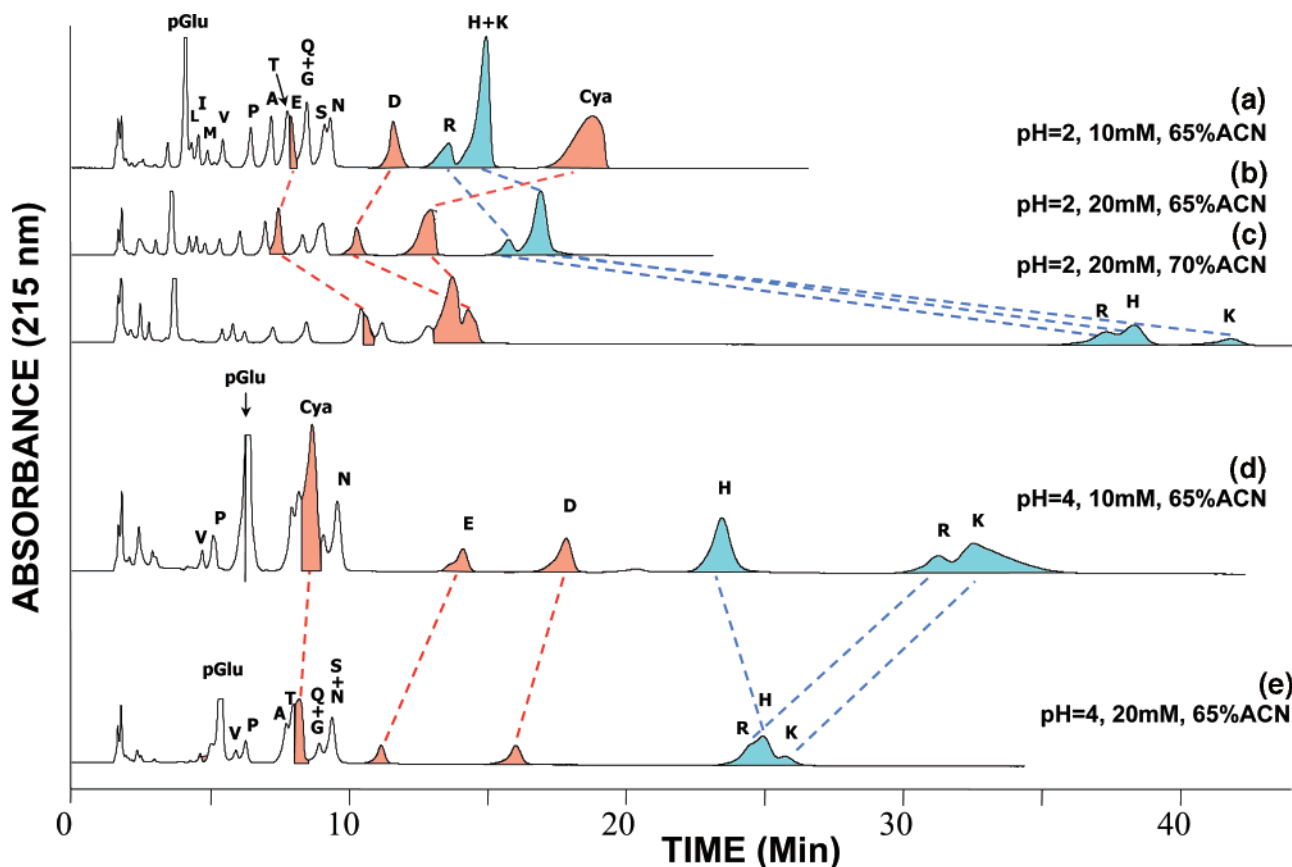 pGlu
H+K
T
Q
+
G
I
L
M
V
P
A
E
S
N
D
R
Cya
(a)
pH=2, 10mM, 65%ACN
(b)
pH=2, 20mM, 65%ACN
(c)
pH=2, 20mM, 70%ACN
R
H
K
pGlu
Cya
V
P
N
E
D
H
R
K
(d)
pH=4, 10mM, 65%ACN
pGlu
V
P
A
T
Q
+
G
S
+
N
R
H
K
(e)
pH=4, 20mM, 65%ACN
ABSORBANCE (215 nm)
0
10
20
30
40
TIME (Min)